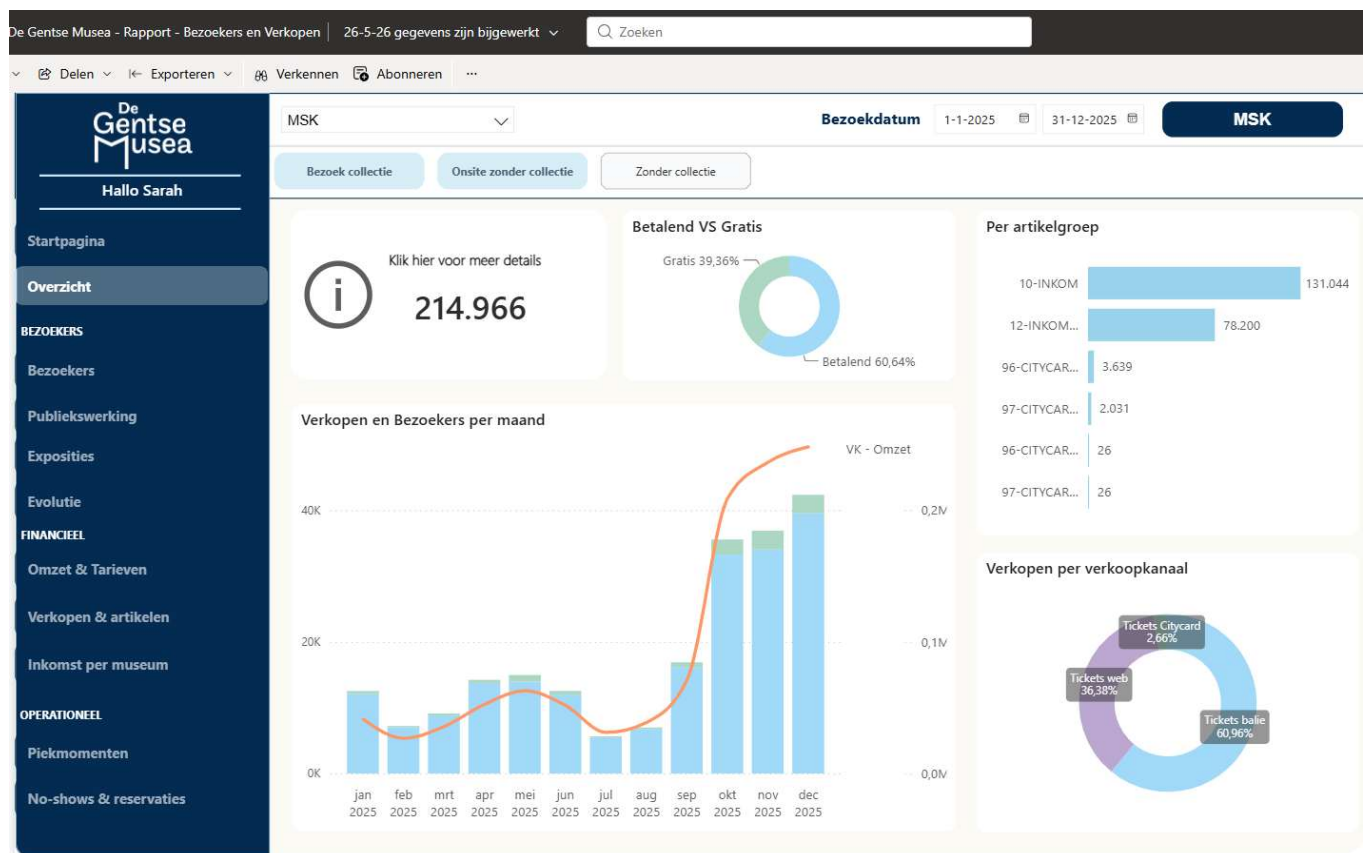 De Gentse Musea - Rapport - Bezoekers en Verkopen | 26-5-26 gegevens zijn bijgewerkt
Zoeken
Delen
Exporteren
Verkennen
Abonneren
...
De
Gentse
Musea
Hallo Sarah
Startpagina
Overzicht
BEZOEKERS
Bezoekers
Publiekswerking
Exposities
Evolutie
FINANCIEEL
Omzet & Tarieven
Verkopen & artikelen
Inkomst per museum
OPERATIONEEL
Piekmomenten
No-shows & reservaties
MSK
Bezoekdatum
1-1-2025
31-12-2025
MSK
Bezoek collectie
Onsite zonder collectie
Zonder collectie
Klik hier voor meer details
214.966
Betalend VS Gratis
Gratis 39,36%
Betalend 60,64%
Per artikelgroep
10-INKOM 131.044
12-INKOM... 78.200
96-CITYCAR... 3.639
97-CITYCAR... 2.031
96-CITYCAR... 26
97-CITYCAR... 26
Verkopen en Bezoekers per maand
VK - Omzet
40K
20K
0K
0,2M
0,1M
0,0M
jan feb mrt apr mei jun jul aug sep okt nov dec
2025 2025 2025 2025 2025 2025 2025 2025 2025 2025 2025 2025
Verkopen per verkoopkanaal
Tickets Citycard
2,66%
Tickets web
36,38%
Tickets balie
60,96%